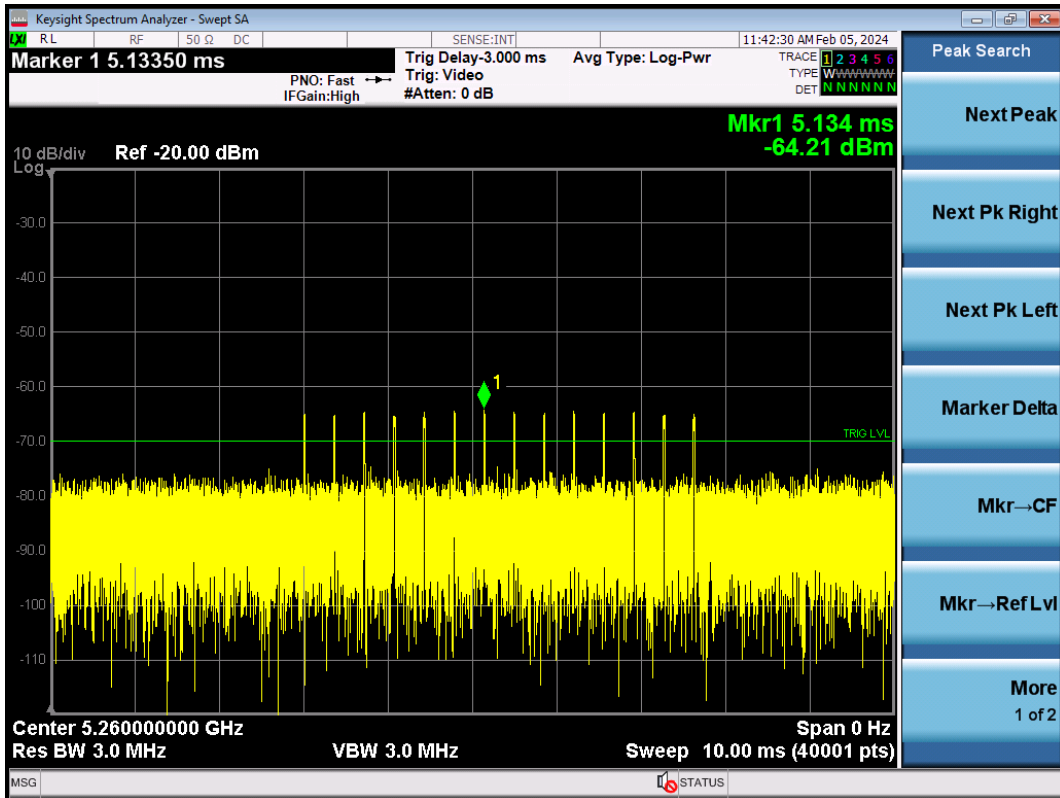 Keysight Spectrum Analyzer - Swept SA
LXI RL RF 50 Ω DC SENSE:INT 11:42:30 AM Feb 05, 2024
Marker 1 5.13350 ms
PNO: Fast
IFGain:High
Trig Delay-3.000 ms
Trig: Video
#Atten: 0 dB
Avg Type: Log-Pwr
TRACE 1 2 3 4 5 6
TYPE WWWWWW
DET N N N N N N
Mkr1 5.134 ms
-64.21 dBm
10 dB/div Ref -20.00 dBm
Log
-30.0
-40.0
-50.0
-60.0
1
-70.0
TRIG LVL
-80.0
-90.0
-100
-110
Center 5.260000000 GHz Span 0 Hz
Res BW 3.0 MHz VBW 3.0 MHz Sweep 10.00 ms (40001 pts)
MSG STATUS
Peak Search
Next Peak
Next Pk Right
Next Pk Left
Marker Delta
Mkr→CF
Mkr→Ref Lvl
More
1 of 2